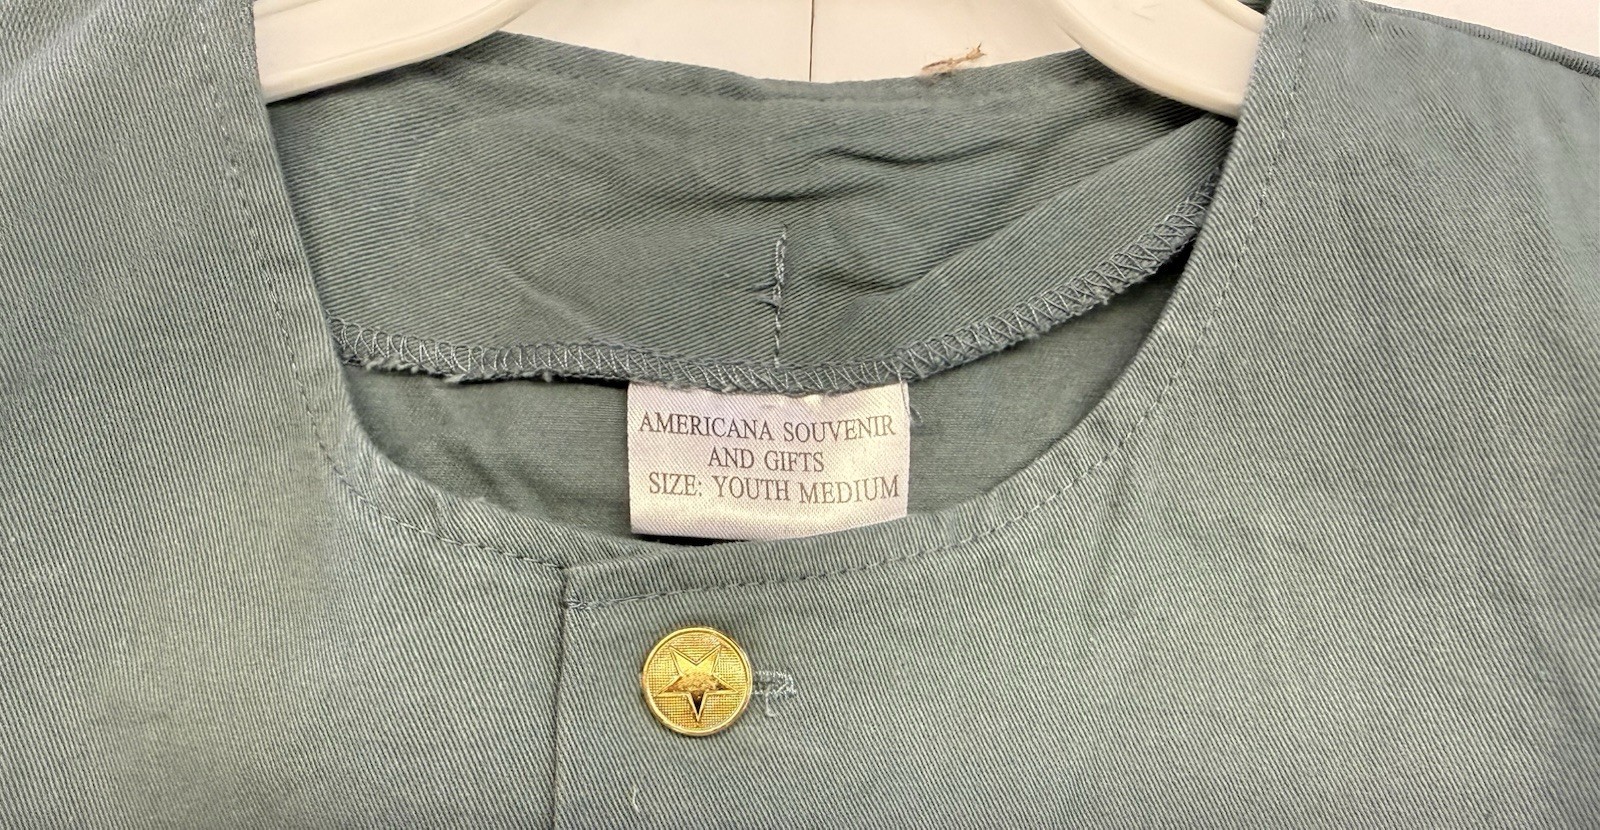 AMERICANA SOUVENIR
AND GIFTS
SIZE: YOUTH MEDIUM